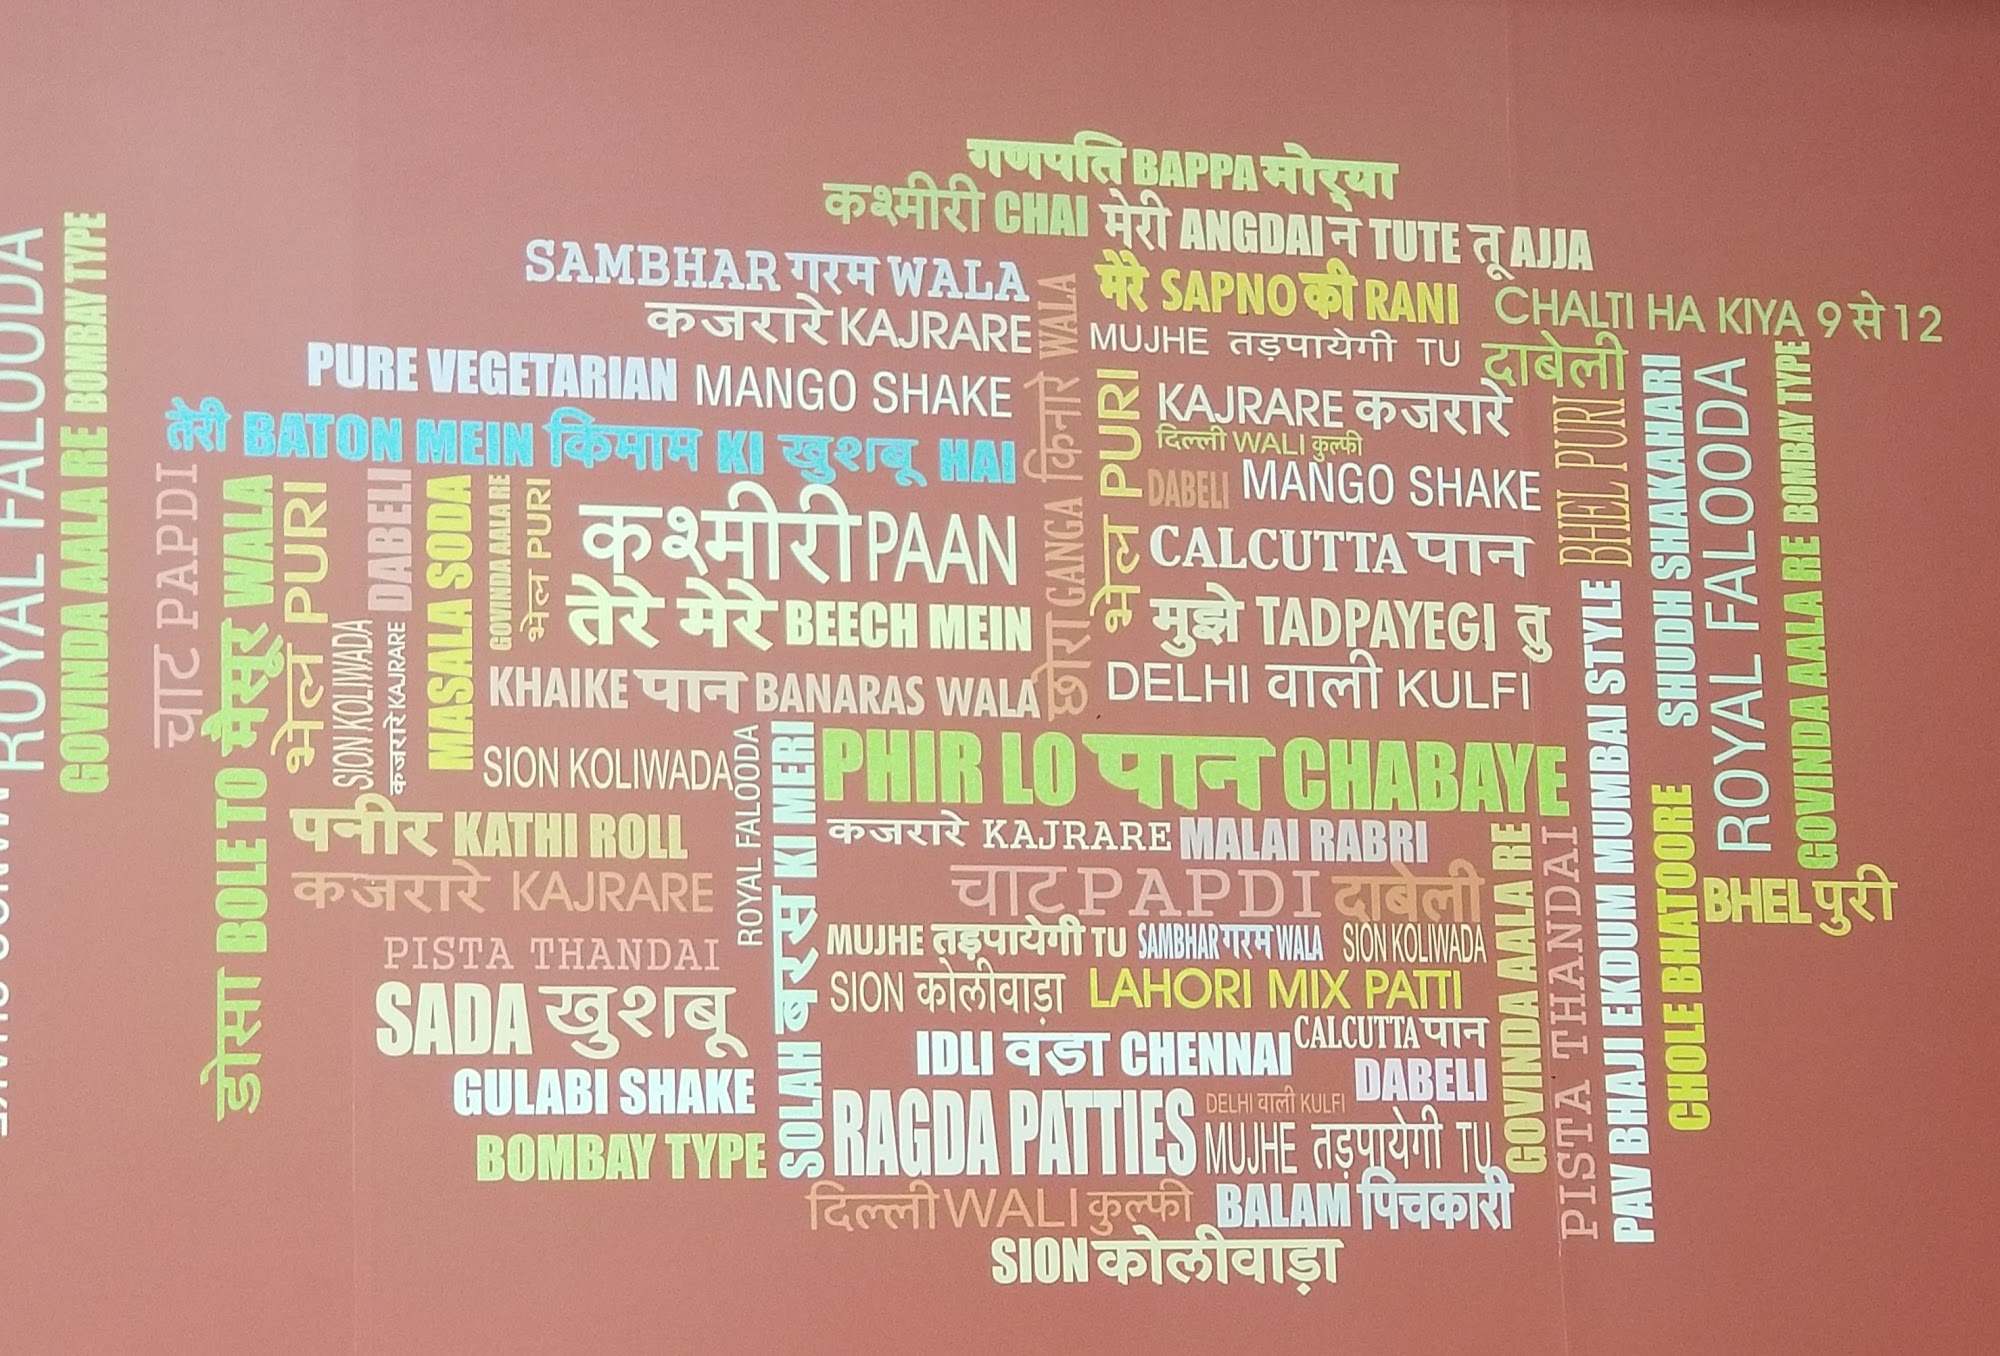 गणपति BAPPA मोर्‍या
कश्मीरी CHAI मेरी ANGDAI ने TUTE तू AJJA
SAMBHAR गरम WALA
मेरे SAPNO की RANI
CHALTI HA KIYA 9 से 12
कजरारे KAJRARE
MUJHE तड़पायेगी TU
दाबेली
PURE VEGETARIAN
MANGO SHAKE
KAJRARE कजरारे
तेरी BATON MEIN किमाम KI खुशबू HAI
दिल्ली WALI कुल्फी
DABELI
MANGO SHAKE
कश्मीरी PAAN
CALCUTTA पान
तेरे मेरे BEECH MEIN
मुझे TADPAYEGI तु
KHAIKE पान BANARAS WALA
DELHI वाली KULFI
छोरा GANGA किनारे WALA
भेल PURI
BHEL PURI
SHUDH SHAKAHARI
ROYAL FALOODA
GOVINDA AALA RE BOMBAY TYPE
ROYAL FALOODA
GOVINDA AALA RE BOMBAY TYPE
चाट PAPDI
डोसा BOLE TO मैसूर WALA
भेल PURI
SION KOLIWADA
DABELI
कजरारे KAJRARE
MASALA SODA
GOVINDA AALA RE
भेल PURI
SION KOLIWADA
ROYAL FALOODA
SOLAH बरस KI MERI
PHIR LO पान CHABAYE
पनीर KATHI ROLL
कजरारे KAJRARE
MALAI RABRI
कजरारे KAJRARE
चाट PAPDI
दाबेली
PISTA THANDAI
MUJHE तड़पायेगी TU
SAMBHAR गरम WALA
SION KOLIWADA
SADA खुशबू
SION कोलीवाड़ा
LAHORI MIX PATTI
GULABI SHAKE
IDLI वडा CHENNAI
CALCUTTA पान
DABELI
BOMBAY TYPE
RAGDA PATTIES
DELHI वाली KULFI
MUJHE तड़पायेगी TU
दिल्ली WALI कुल्फी
BALAM पिचकारी
SION कोलीवाड़ा
GOVINDA AALA RE
PISTA THANDAI
PAV BHAJI EKDUM MUMBAI STYLE
CHOLE BHATOORE
BHEL पुरी